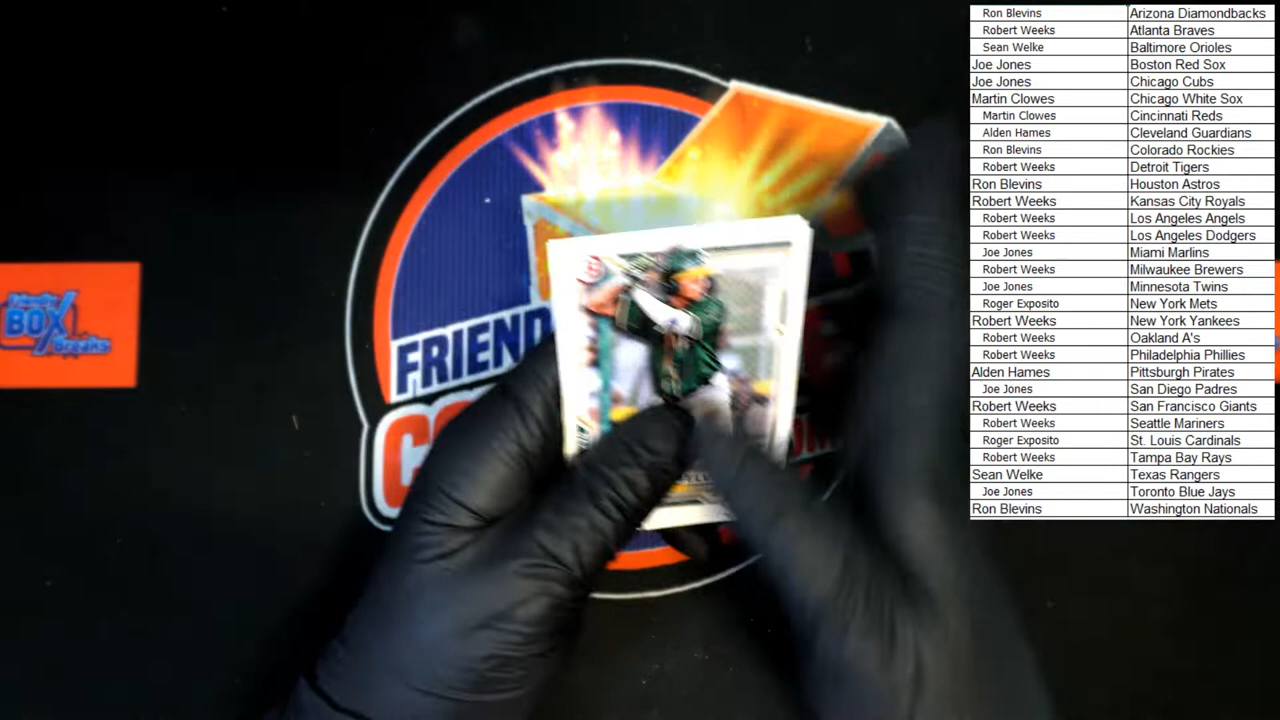 Ron Blevins Arizona Diamondbacks
Robert Weeks Atlanta Braves
Sean Welke Baltimore Orioles
Joe Jones Boston Red Sox
Joe Jones Chicago Cubs
Martin Clowes Chicago White Sox
Martin Clowes Cincinnati Reds
Alden Hames Cleveland Guardians
Ron Blevins Colorado Rockies
Robert Weeks Detroit Tigers
Ron Blevins Houston Astros
Robert Weeks Kansas City Royals
Robert Weeks Los Angeles Angels
Robert Weeks Los Angeles Dodgers
Joe Jones Miami Marlins
Robert Weeks Milwaukee Brewers
Joe Jones Minnesota Twins
Roger Exposito New York Mets
Robert Weeks New York Yankees
Robert Weeks Oakland A's
Robert Weeks Philadelphia Phillies
Alden Hames Pittsburgh Pirates
Joe Jones San Diego Padres
Robert Weeks San Francisco Giants
Robert Weeks Seattle Mariners
Roger Exposito St. Louis Cardinals
Robert Weeks Tampa Bay Rays
Sean Welke Texas Rangers
Joe Jones Toronto Blue Jays
Ron Blevins Washington Nationals
BOX
Breaks
FRIEND
CO